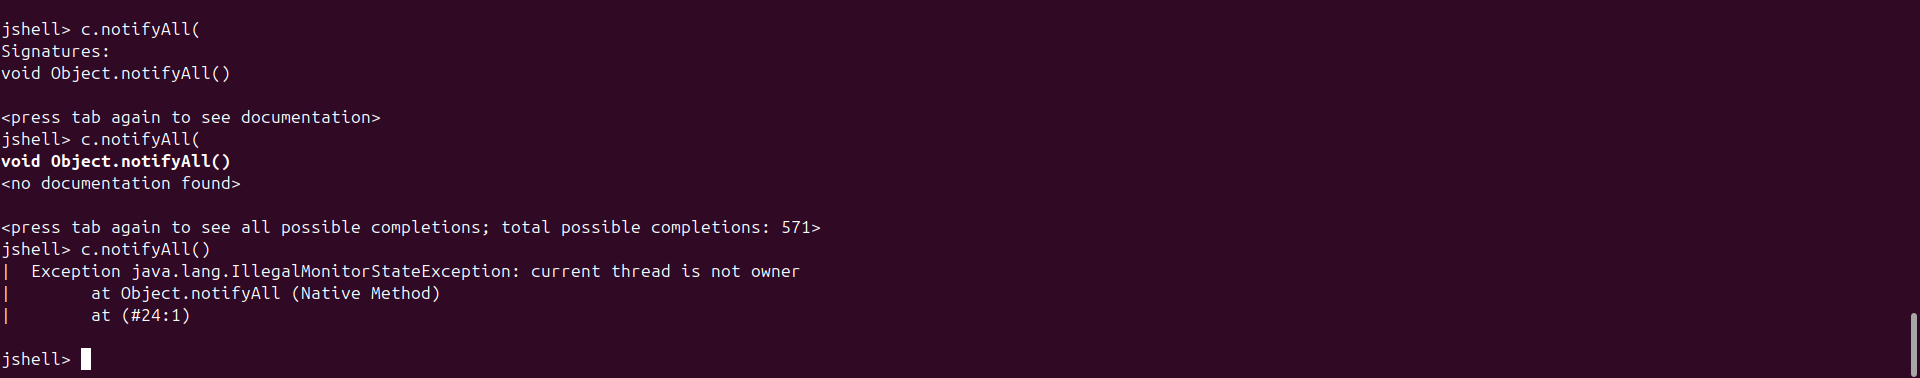 jshell> c.notifyAll(
Signatures:
void Object.notifyAll()
<press tab again to see documentation>
jshell> c.notifyAll(
void Object.notifyAll()
<no documentation found>
<press tab again to see all possible completions; total possible completions: 571>
jshell> c.notifyAll()
|  Exception java.lang.IllegalMonitorStateException: current thread is not owner
|        at Object.notifyAll (Native Method)
|        at (#24:1)
jshell>